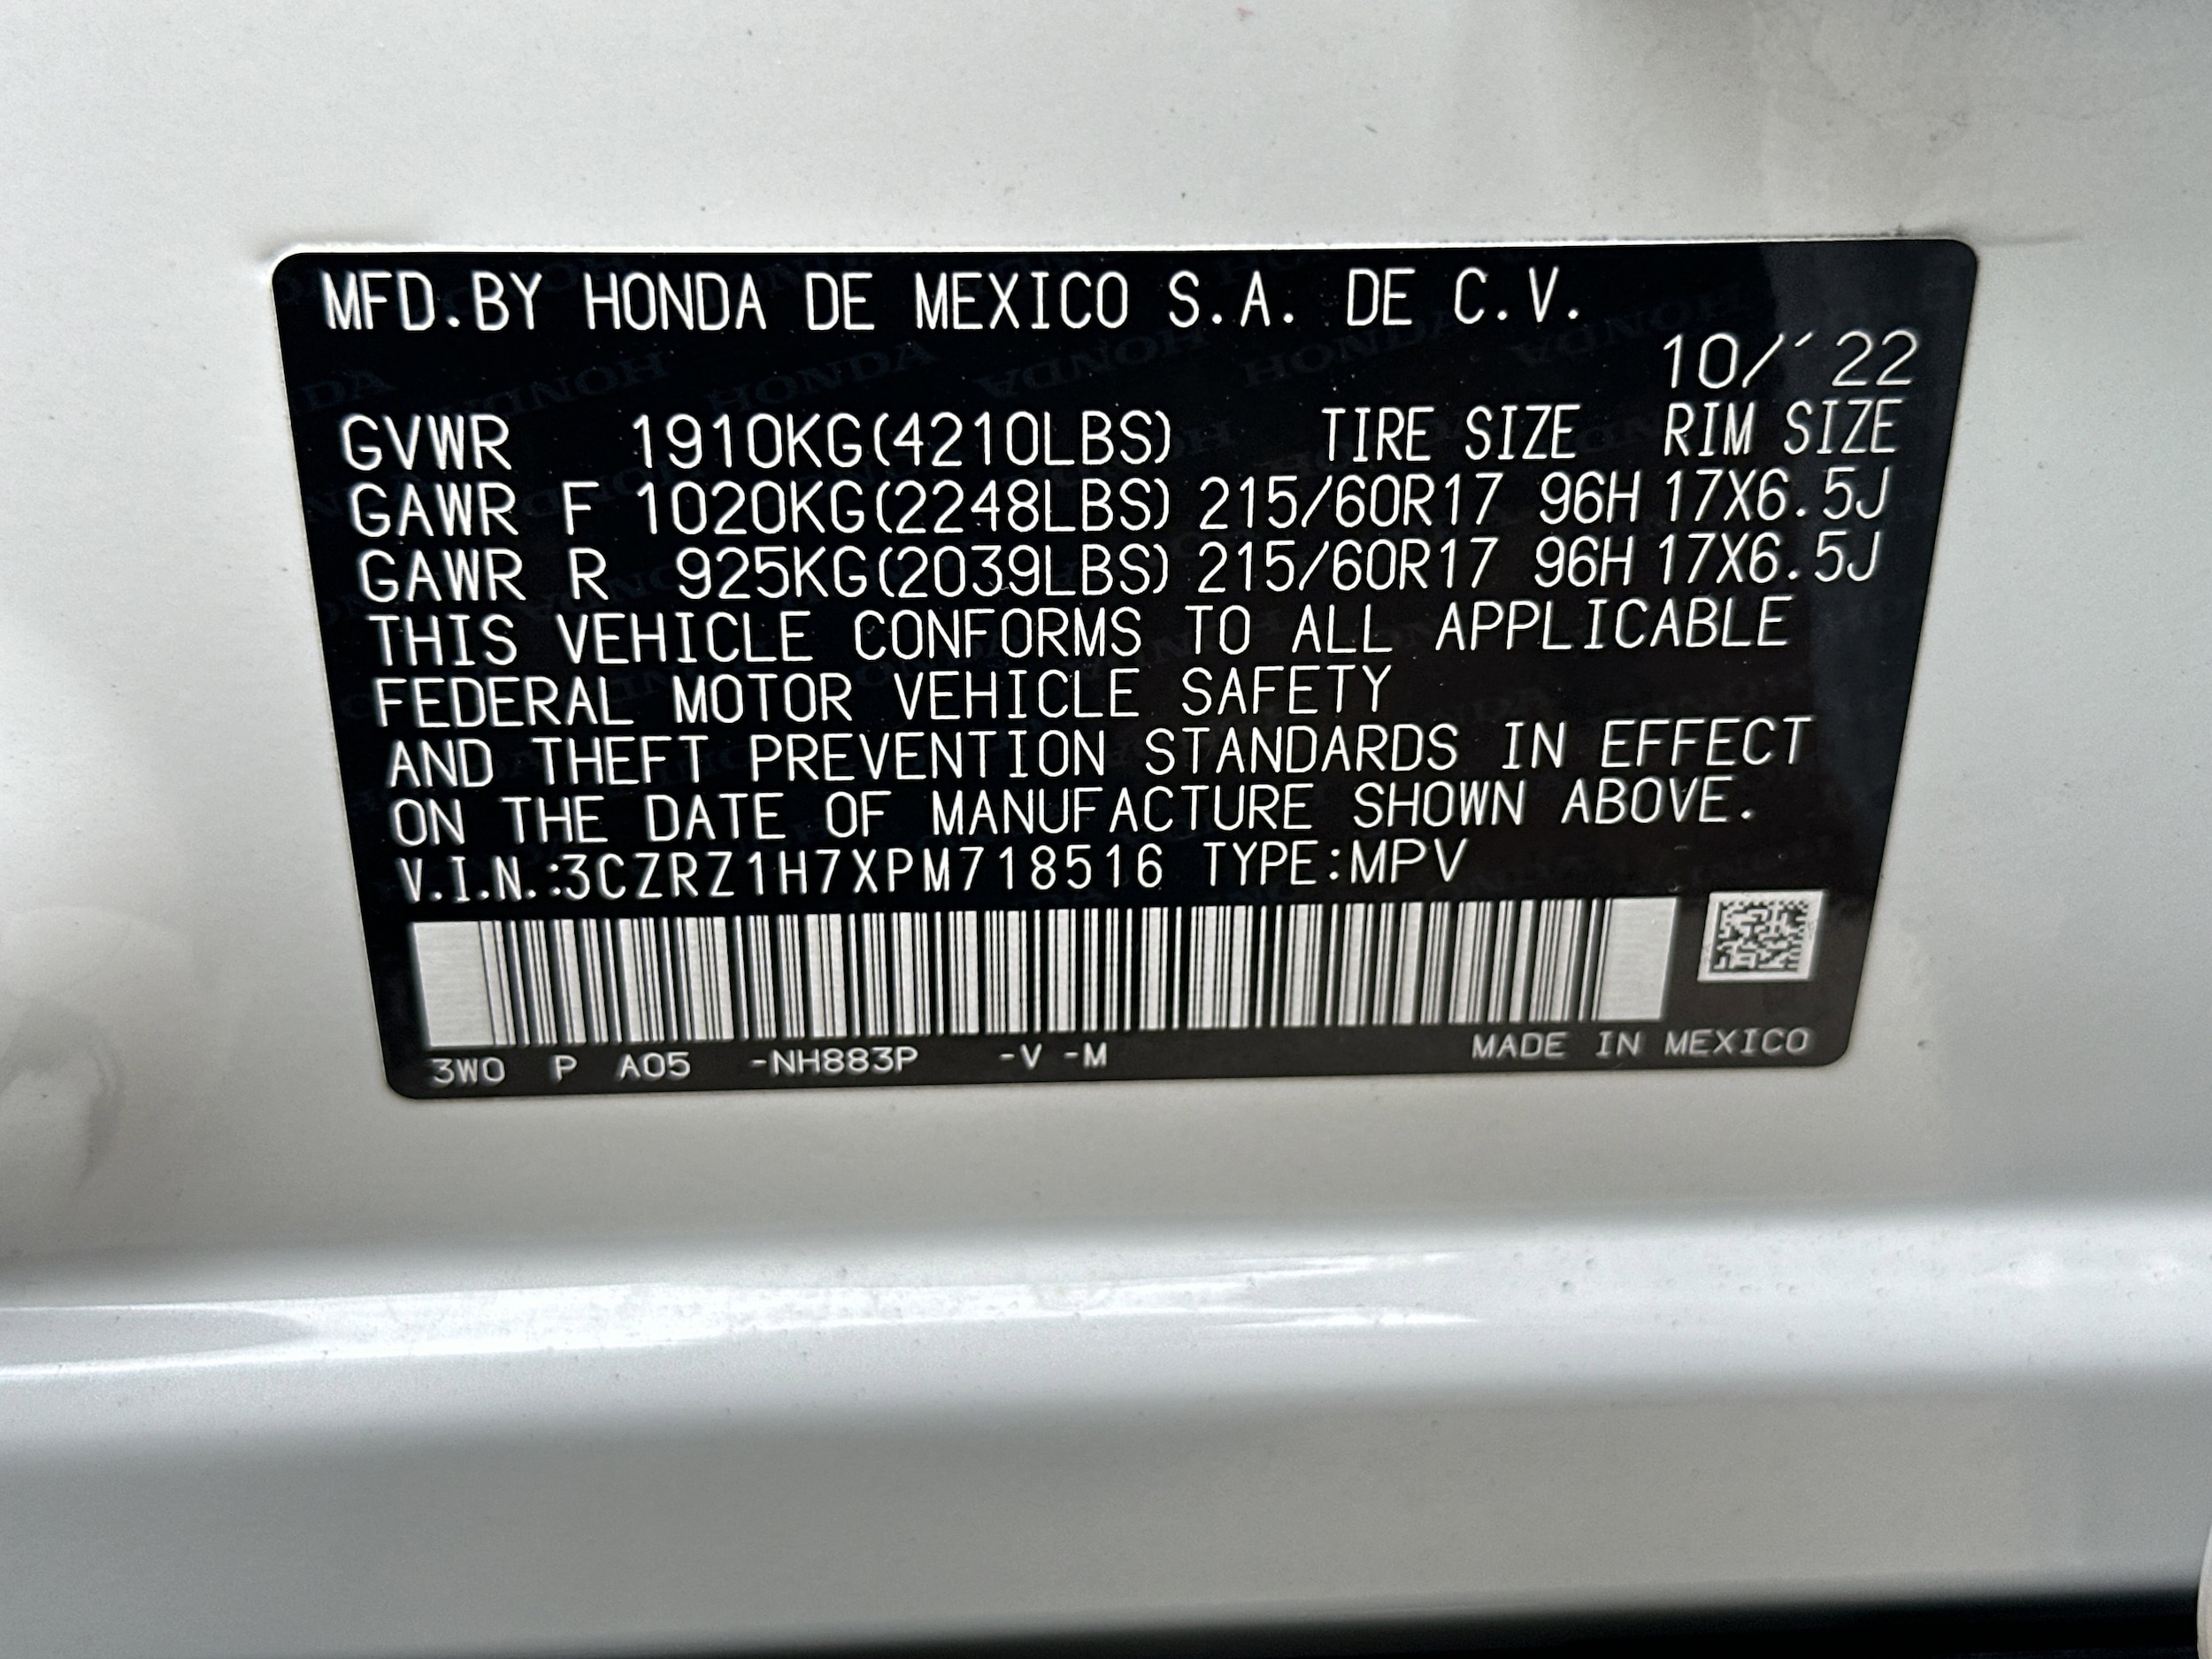 MFD.BY HONDA DE MEXICO S.A. DE C.V.
10/´22
GVWR 1910KG(4210LBS) TIRE SIZE RIM SIZE
GAWR F 1020KG(2248LBS) 215/60R17 96H 17X6.5J
GAWR R 925KG(2039LBS) 215/60R17 96H 17X6.5J
THIS VEHICLE CONFORMS TO ALL APPLICABLE
FEDERAL MOTOR VEHICLE SAFETY
AND THEFT PREVENTION STANDARDS IN EFFECT
ON THE DATE OF MANUFACTURE SHOWN ABOVE.
V.I.N.:3CZRZ1H7XPM718516 TYPE:MPV
3W0 P A05 -NH883P -V -M MADE IN MEXICO